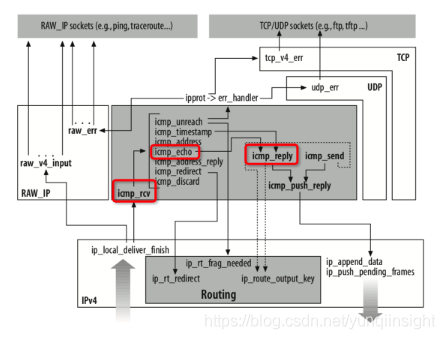 RAW_IP sockets (e.g., ping, traceroute...)
TCP/UDP sockets (e.g., ftp, tftp ...)
tcp_v4_err
TCP
ipprot -> err_handler
udp_err
UDP
raw_err
raw_v4_input
RAW_IP
icmp_unreach
icmp_timestamp
icmp_address
icmp_echo
icmp_address_reply
icmp_redirect
icmp_discard
icmp_rcv
icmp_reply
icmp_send
icmp_push_reply
ip_local_deliver_finish
ip_rt_frag_needed
ip_rt_redirect
ip_route_output_key
Routing
ip_append_data
ip_push_pending_frames
IPv4
https://blog.csdn.net/yunqiinsight